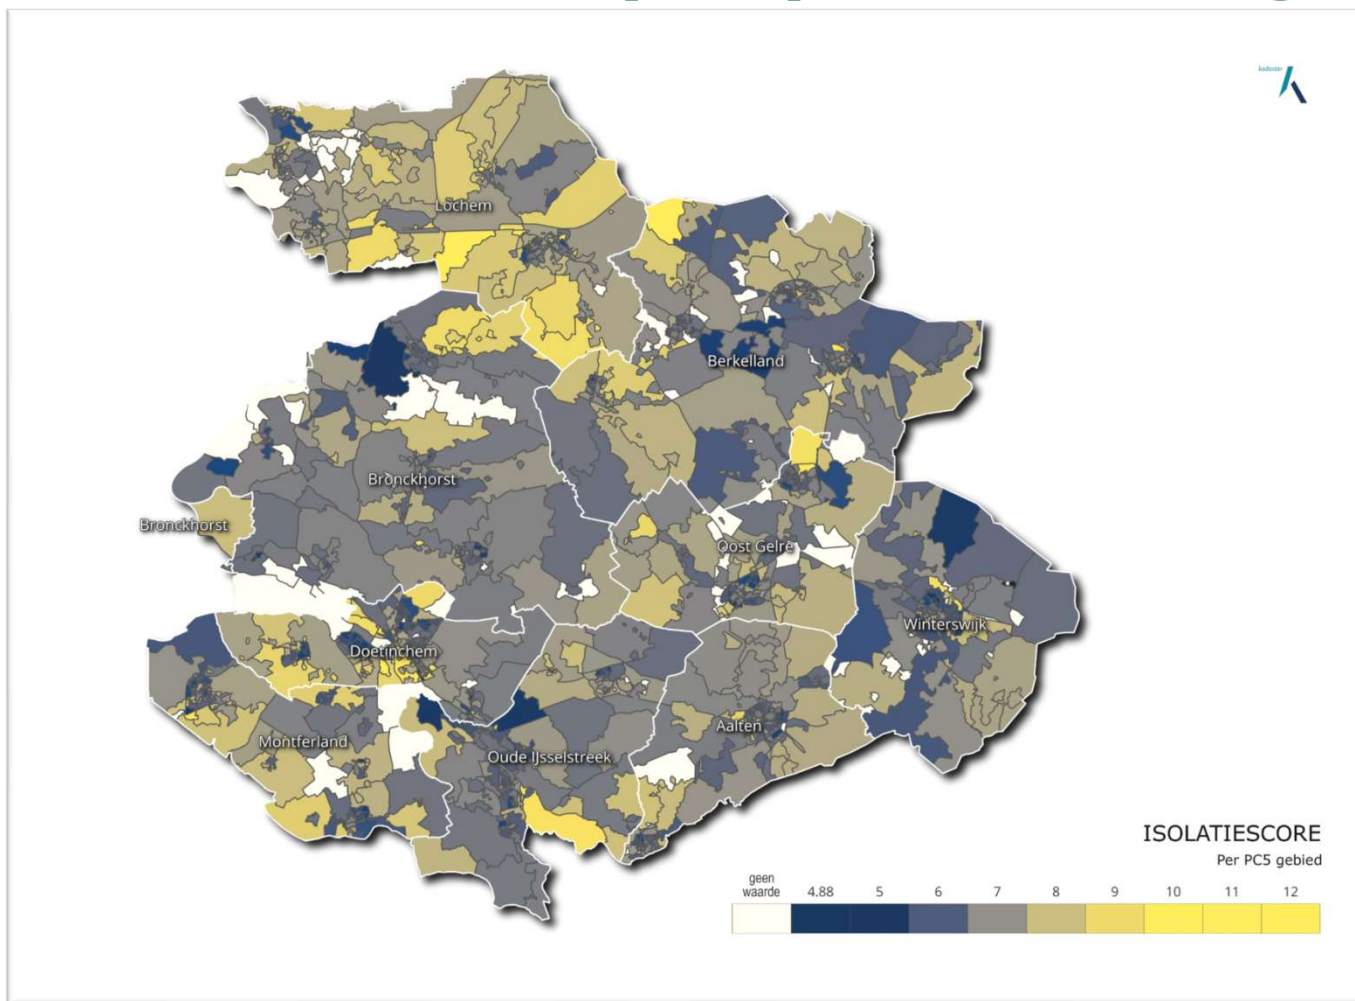 kadaster
Lochem
Berkelland
Bronckhorst
Bronckhorst
Oost Gelre
Winterswijk
Doetinchem
Aalten
Montferland
Oude IJsselstreek
ISOLATIESCORE
Per PC5 gebied
geen
waarde 4.88 5 6 7 8 9 10 11 12